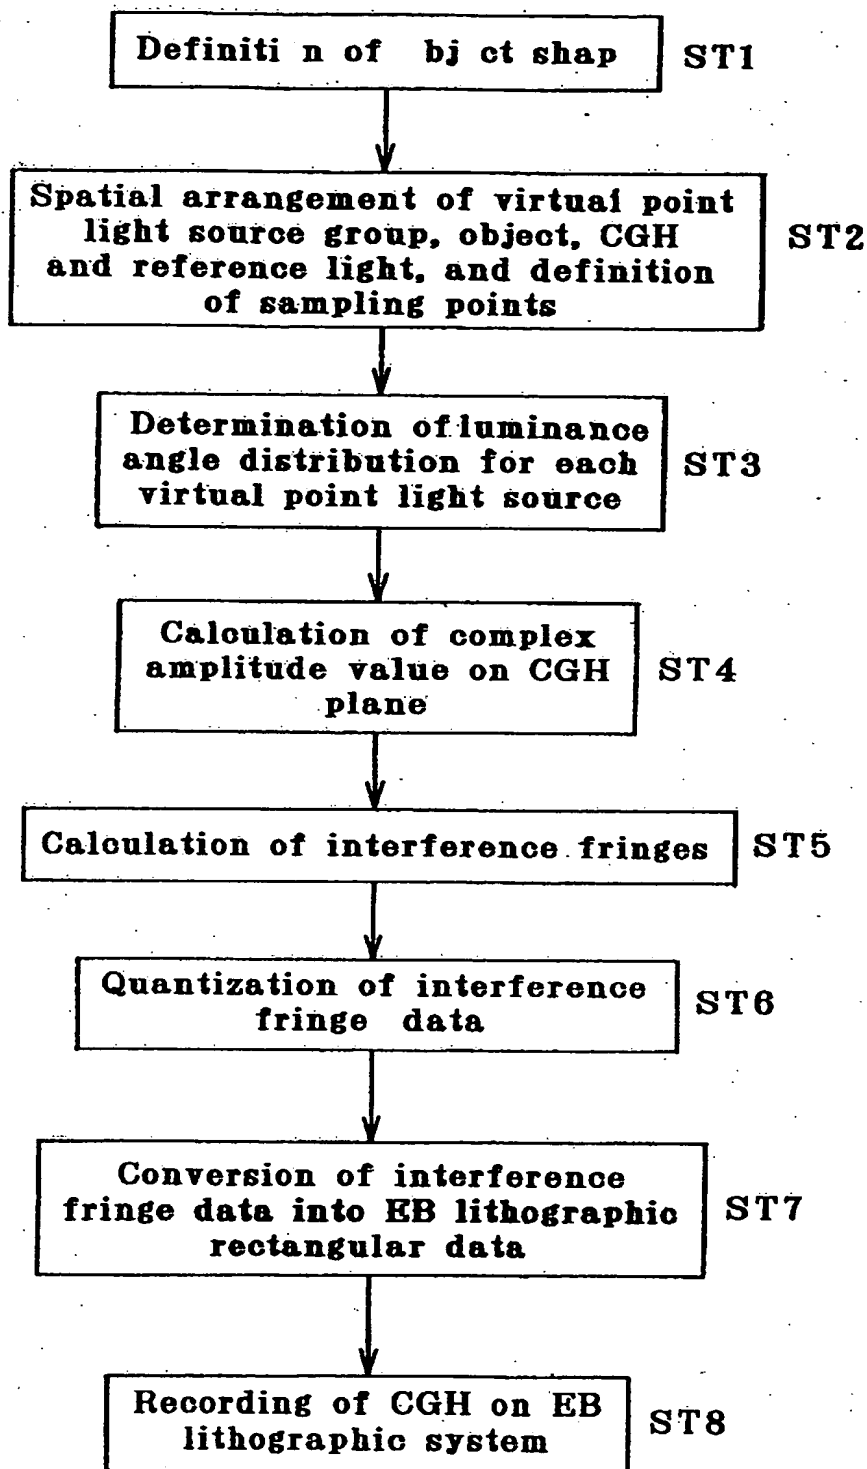 Definiti n of bj ct shap ST1
Spatial arrangement of virtual point
light source group, object, CGH
and reference light, and definition
of sampling points
ST2
Determination of luminance
angle distribution for each
virtual point light source
ST3
Calculation of complex
amplitude value on CGH
plane
ST4
Calculation of interference fringes ST5
Quantization of interference
fringe data
ST6
Conversion of interference
fringe data into EB lithographic
rectangular data
ST7
Recording of CGH on EB
lithographic system
ST8